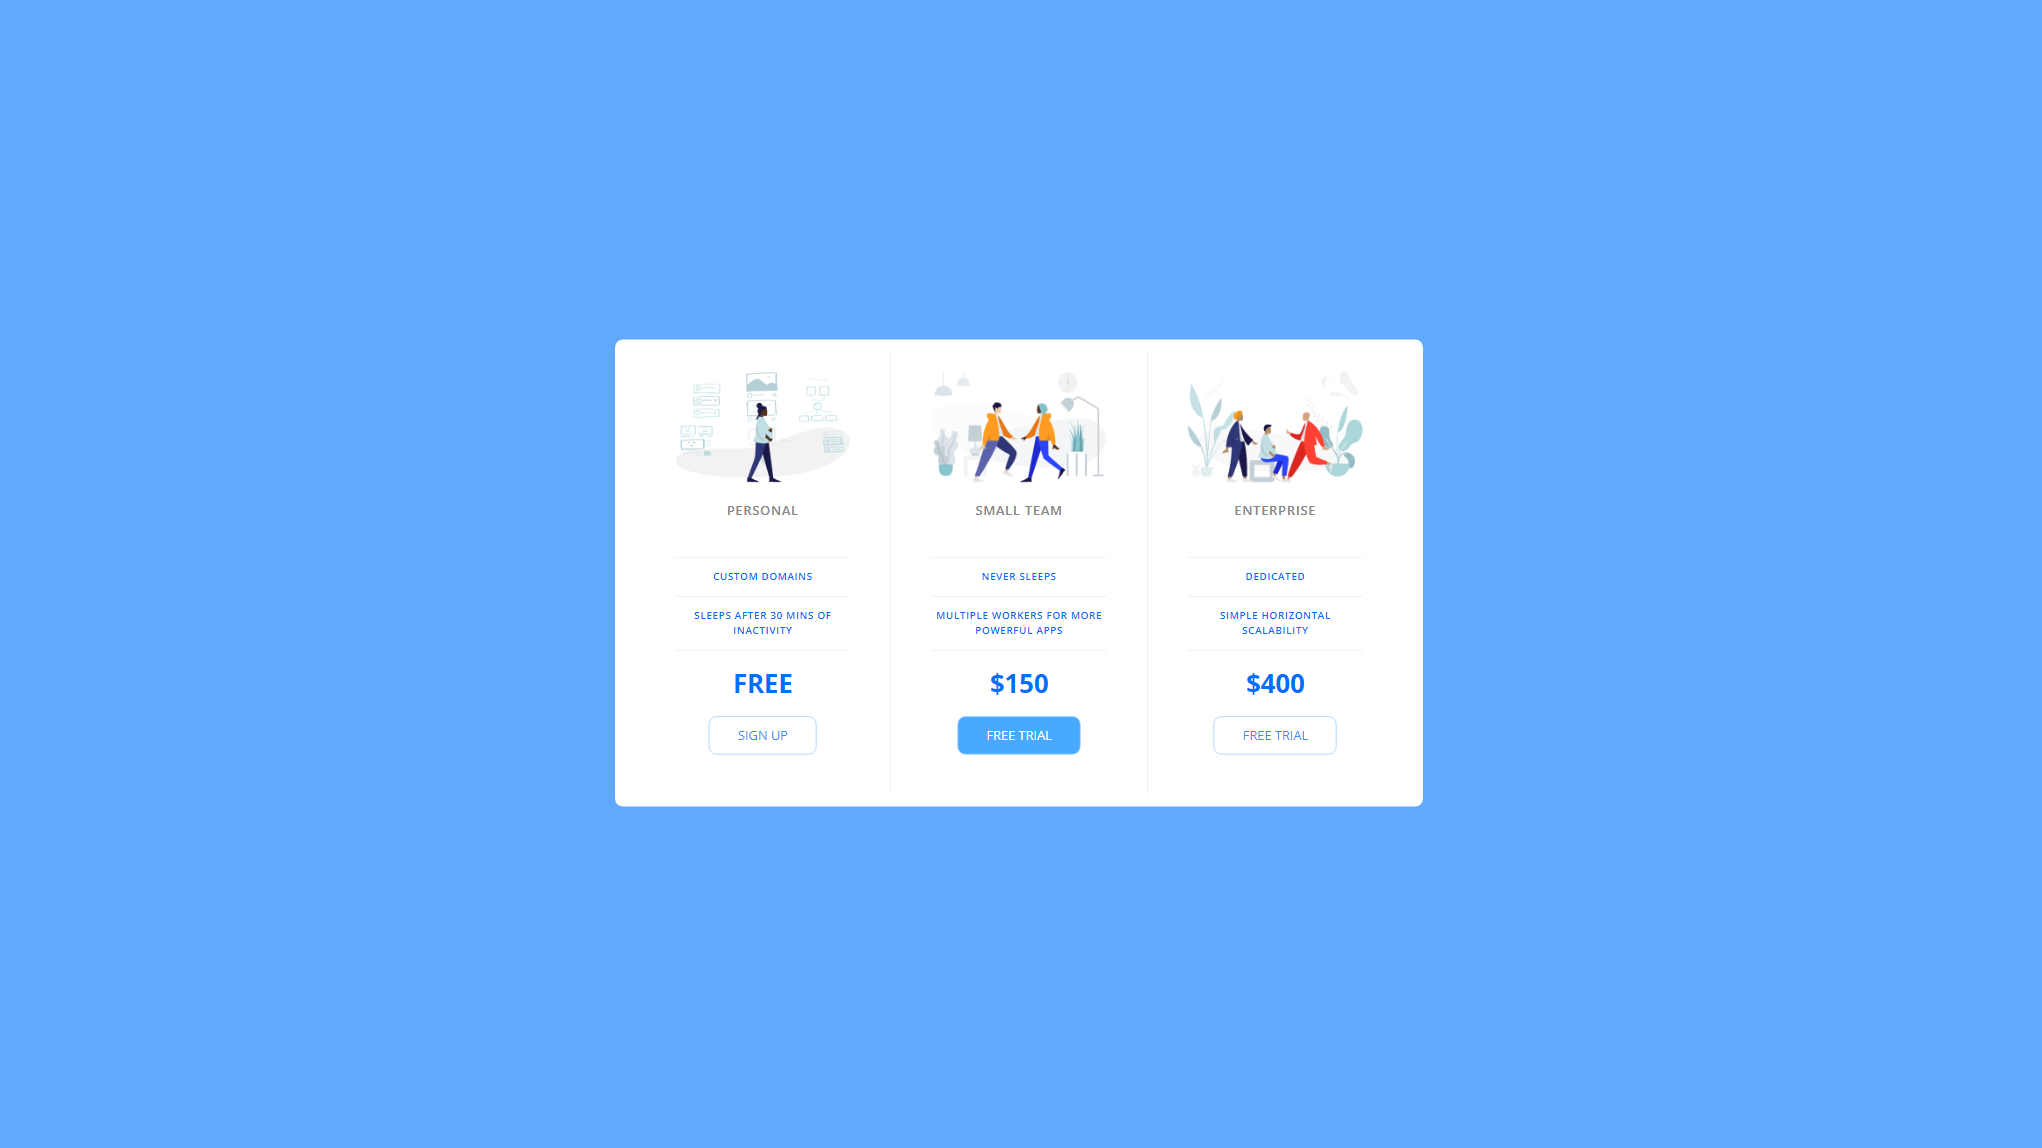 PERSONAL
CUSTOM DOMAINS
SLEEPS AFTER 30 MINS OF
INACTIVITY
FREE
SIGN UP
SMALL TEAM
NEVER SLEEPS
MULTIPLE WORKERS FOR MORE
POWERFUL APPS
$150
FREE TRIAL
ENTERPRISE
DEDICATED
SIMPLE HORIZONTAL
SCALABILITY
$400
FREE TRIAL